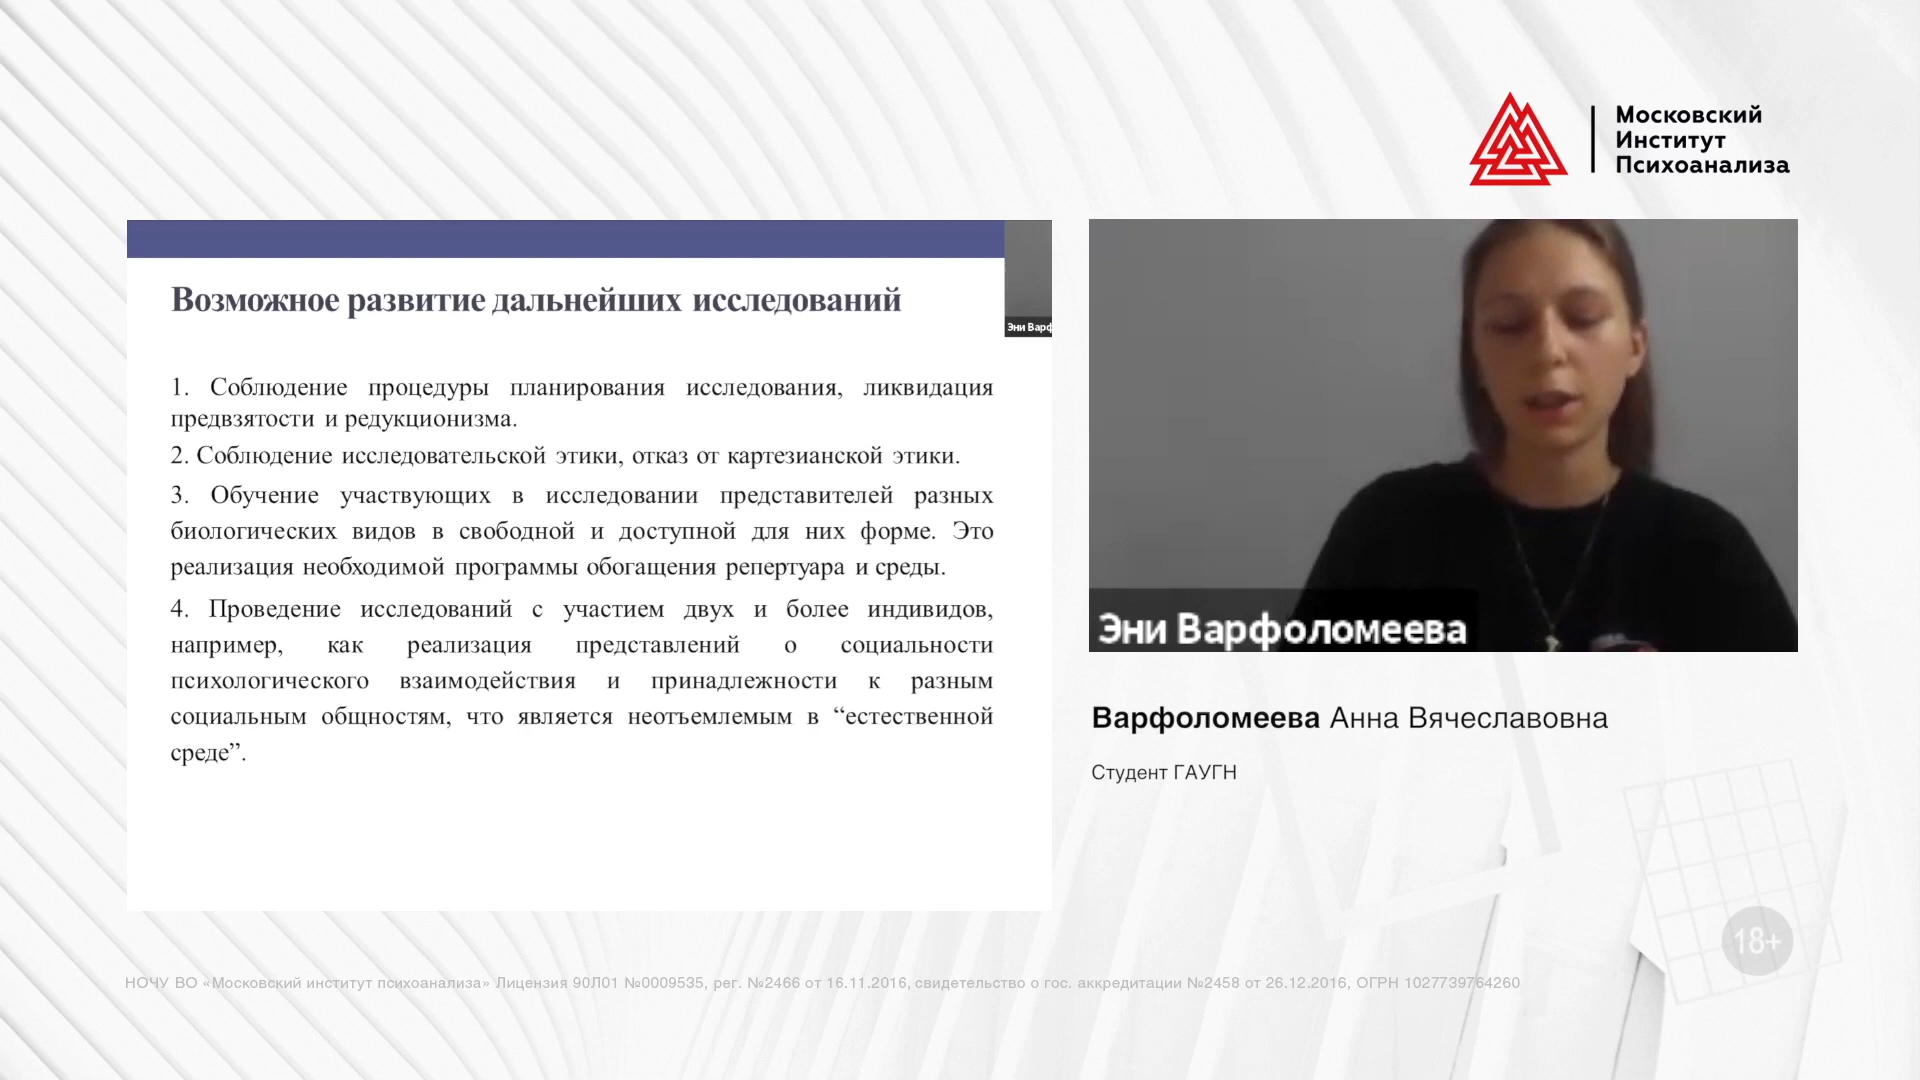 Московский
Институт
Психоанализа
Возможное развитие дальнейших исследований
Эни Варф
1. Соблюдение процедуры планирования исследования, ликвидация
предвзятости и редукционизма.
2. Соблюдение исследовательской этики, отказ от картезианской этики.
3. Обучение участвующих в исследовании представителей разных
биологических видов в свободной и доступной для них форме. Это
реализация необходимой программы обогащения репертуара и среды.
4. Проведение исследований с участием двух и более индивидов,
например, как реализация представлений о социальности
психологического взаимодействия и принадлежности к разным
социальным общностям, что является неотъемлемым в “естественной
среде”.
Эни Варфоломеева
Варфоломеева Анна Вячеславовна
Студент ГАУГН
18+
НОЧУ ВО «Московский институт психоанализа» Лицензия 90Л01 №0009535, рег. №2466 от 16.11.2016, свидетельство о гос. аккредитации №2458 от 26.12.2016, ОГРН 1027739764260